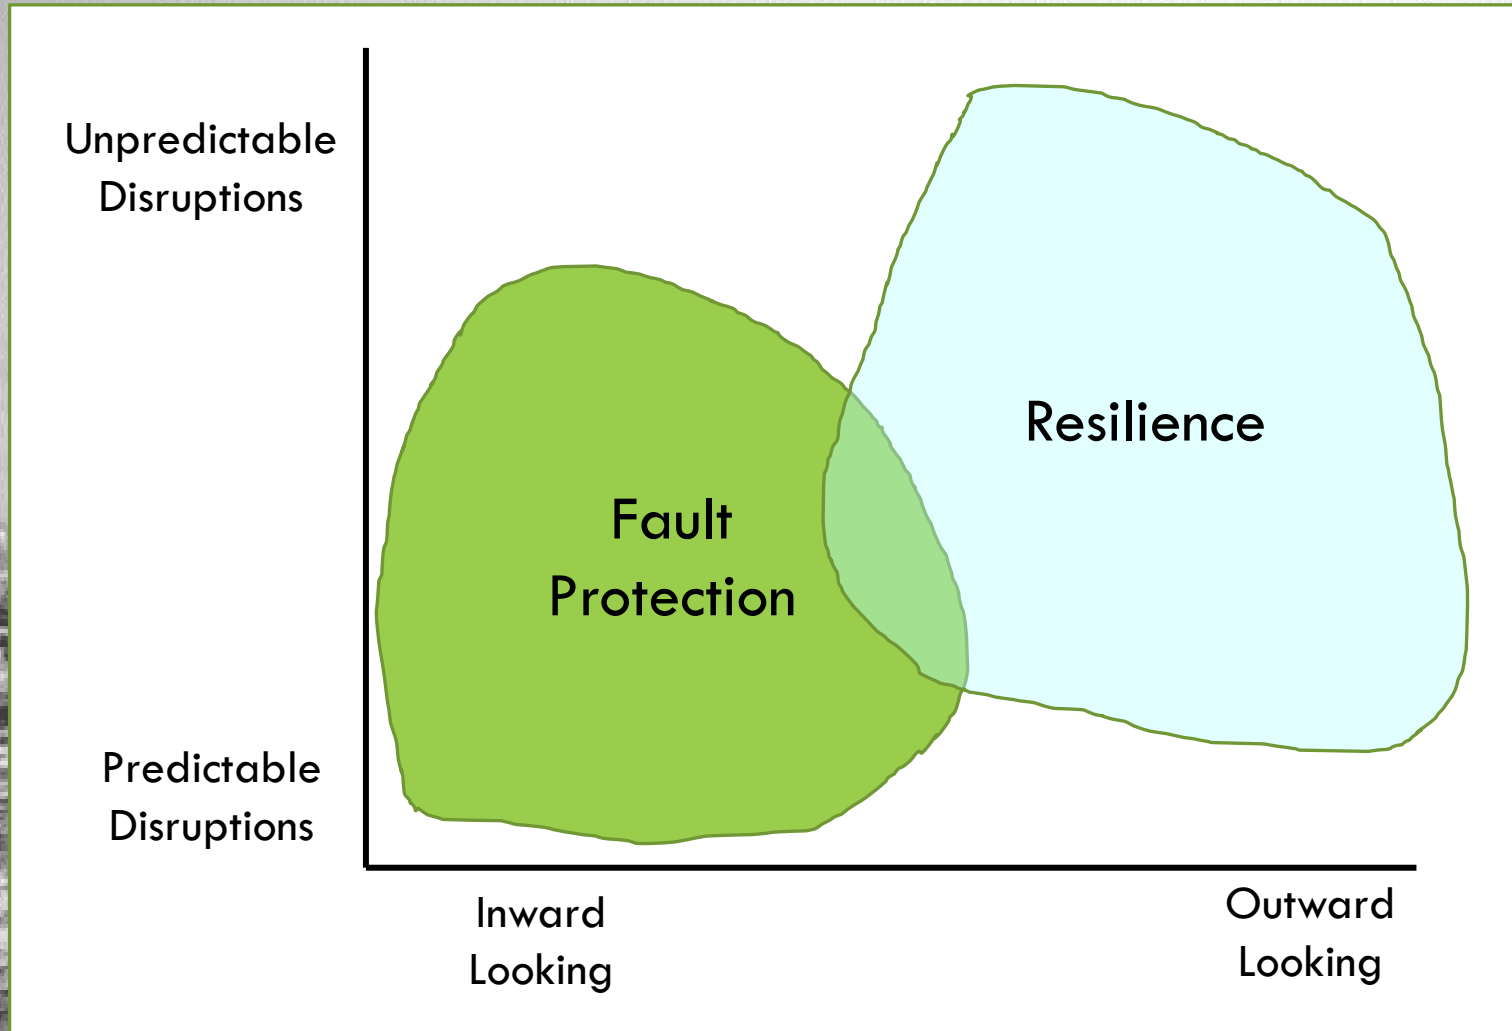 Unpredictable
Disruptions
Resilience
Fault
Protection
Predictable
Disruptions
Inward
Looking
Outward
Looking